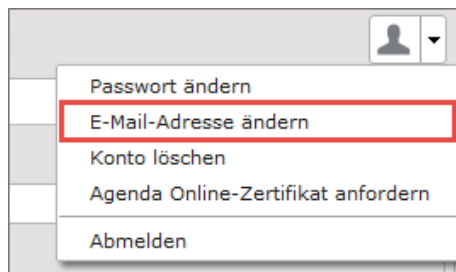 Passwort ändern
E-Mail-Adresse ändern
Konto löschen
Agenda Online-Zertifikat anfordern
Abmelden